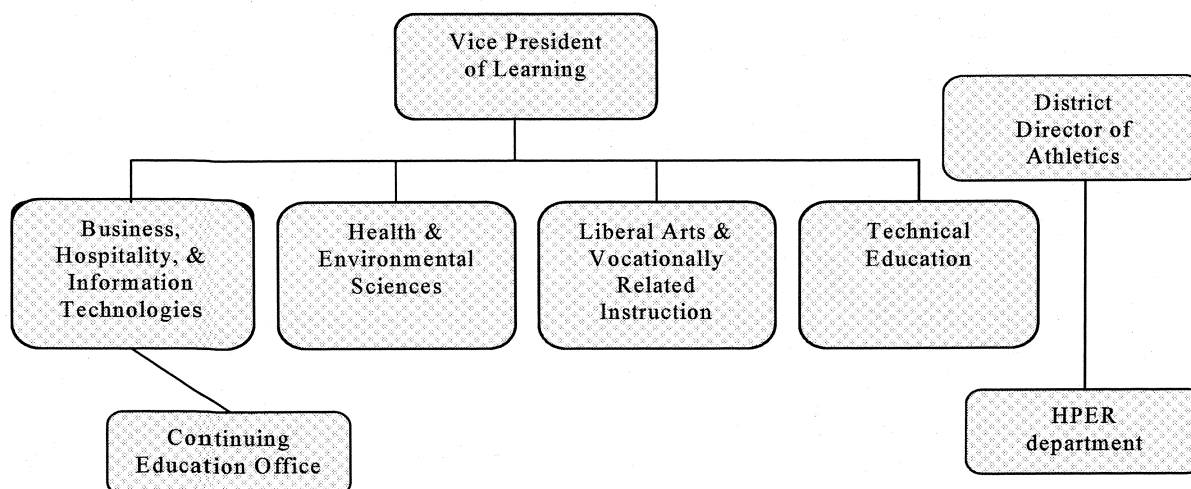 Vice President
of Learning
District
Director of
Athletics
Business,
Hospitality, &
Information
Technologies
Health &
Environmental
Sciences
Liberal Arts &
Vocationally
Related
Instruction
Technical
Education
Continuing
Education Office
HPER
department